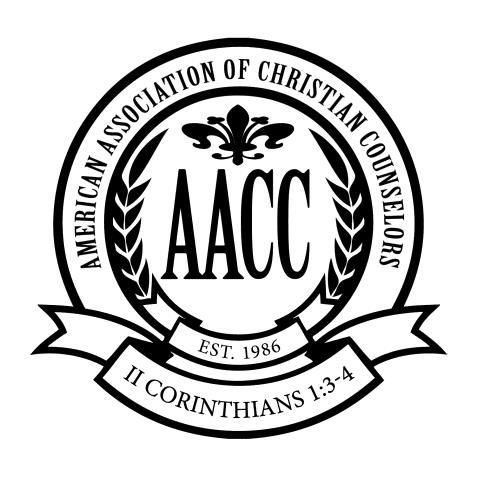 AMERICAN ASSOCIATION OF CHRISTIAN COUNSELORS
AACC
EST. 1986
II CORINTHIANS 1:3-4